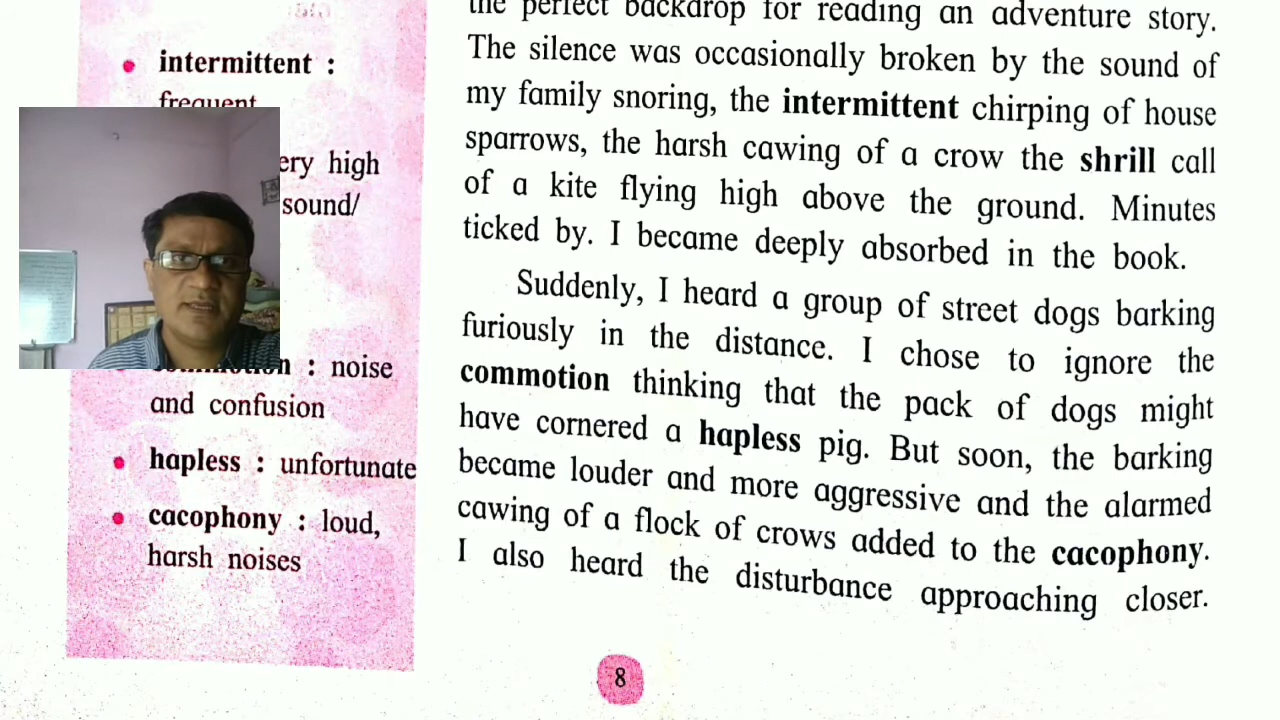 intermittent :
frequent
ery high
sound/
: noise
and confusion
hapless : unfortunate
cacophony : loud,
harsh noises
the perfect backdrop for reading an adventure story.
The silence was occasionally broken by the sound of
my family snoring, the intermittent chirping of house
sparrows, the harsh cawing of a crow the shrill call
of a kite flying high above the ground. Minutes
ticked by. I became deeply absorbed in the book.
Suddenly, I heard a group of street dogs barking
furiously in the distance. I chose to ignore the
commotion thinking that the pack of dogs might
have cornered a hapless pig. But soon, the barking
became louder and more aggressive and the alarmed
cawing of a flock of crows added to the cacophony.
I also heard the disturbance approaching closer.
8